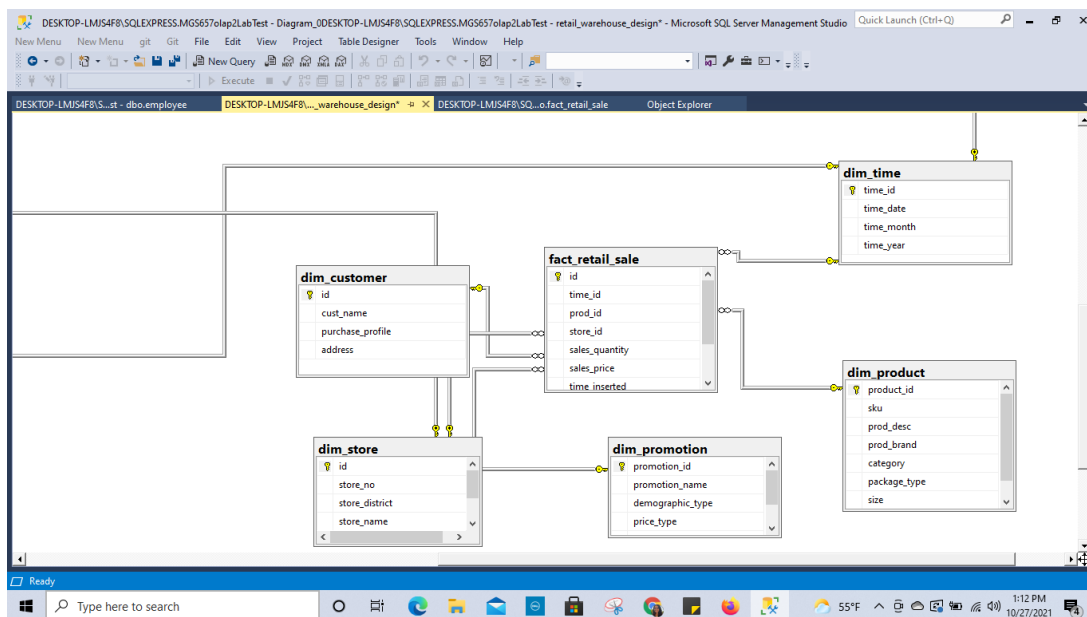 DESKTOP-LMJS4F8\SQLEXPRESS.MGS657olap2LabTest - Diagram_0DESKTOP-LMJS4F8\SQLEXPRESS.MGS657olap2LabTest - retail_warehouse_design* - Microsoft SQL Server Management Studio
Quick Launch (Ctrl+Q)
New Menu New Menu git Git File Edit View Project Table Designer Tools Window Help
New Query
Execute
DESKTOP-LMJS4F8\S...st - dbo.employee
DESKTOP-LMJS4F8\..._warehouse_design*
DESKTOP-LMJS4F8\SQ...o.fact_retail_sale
Object Explorer
dim_time
time_id
time_date
time_month
time_year
fact_retail_sale
id
time_id
prod_id
store_id
sales_quantity
sales_price
time_inserted
dim_customer
id
cust_name
purchase_profile
address
dim_product
product_id
sku
prod_desc
prod_brand
category
package_type
size
dim_store
id
store_no
store_district
store_name
dim_promotion
promotion_id
promotion_name
demographic_type
price_type
Ready
Type here to search
55°F
1:12 PM
10/27/2021
4